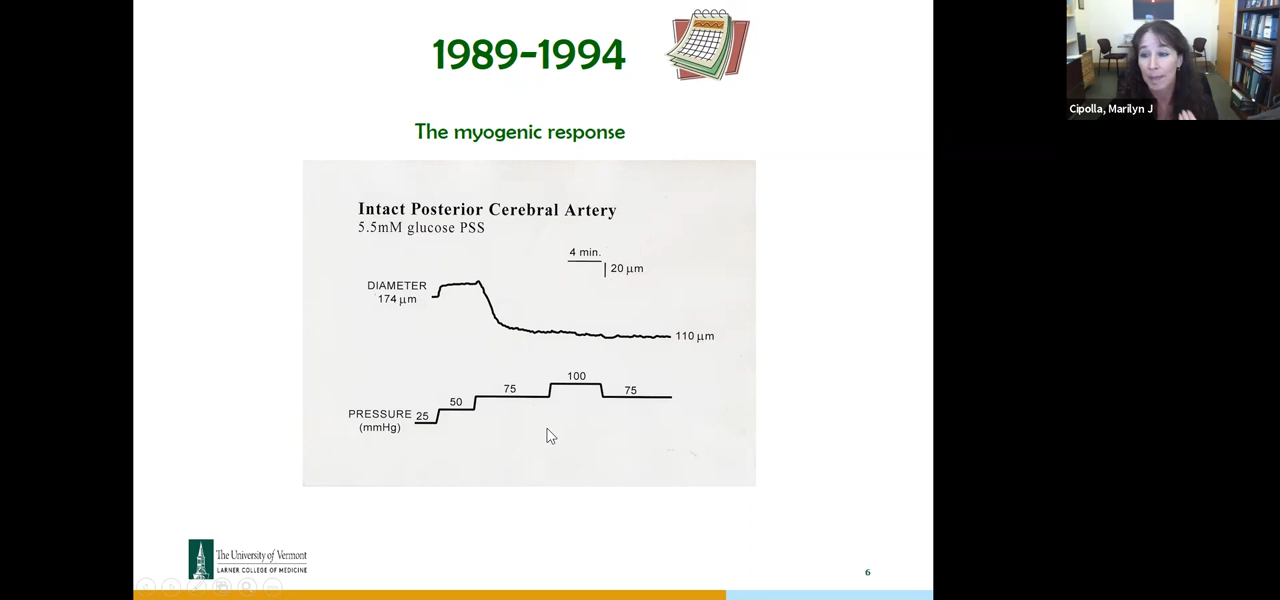 1989-1994
Cipolla, Marilyn J
The myogenic response
Intact Posterior Cerebral Artery
5.5mM glucose PSS
4 min.
20 µm
DIAMETER
174 µm
110 µm
100
75
75
50
PRESSURE 25
(mmHg)
The University of Vermont
LARNER COLLEGE OF MEDICINE
6